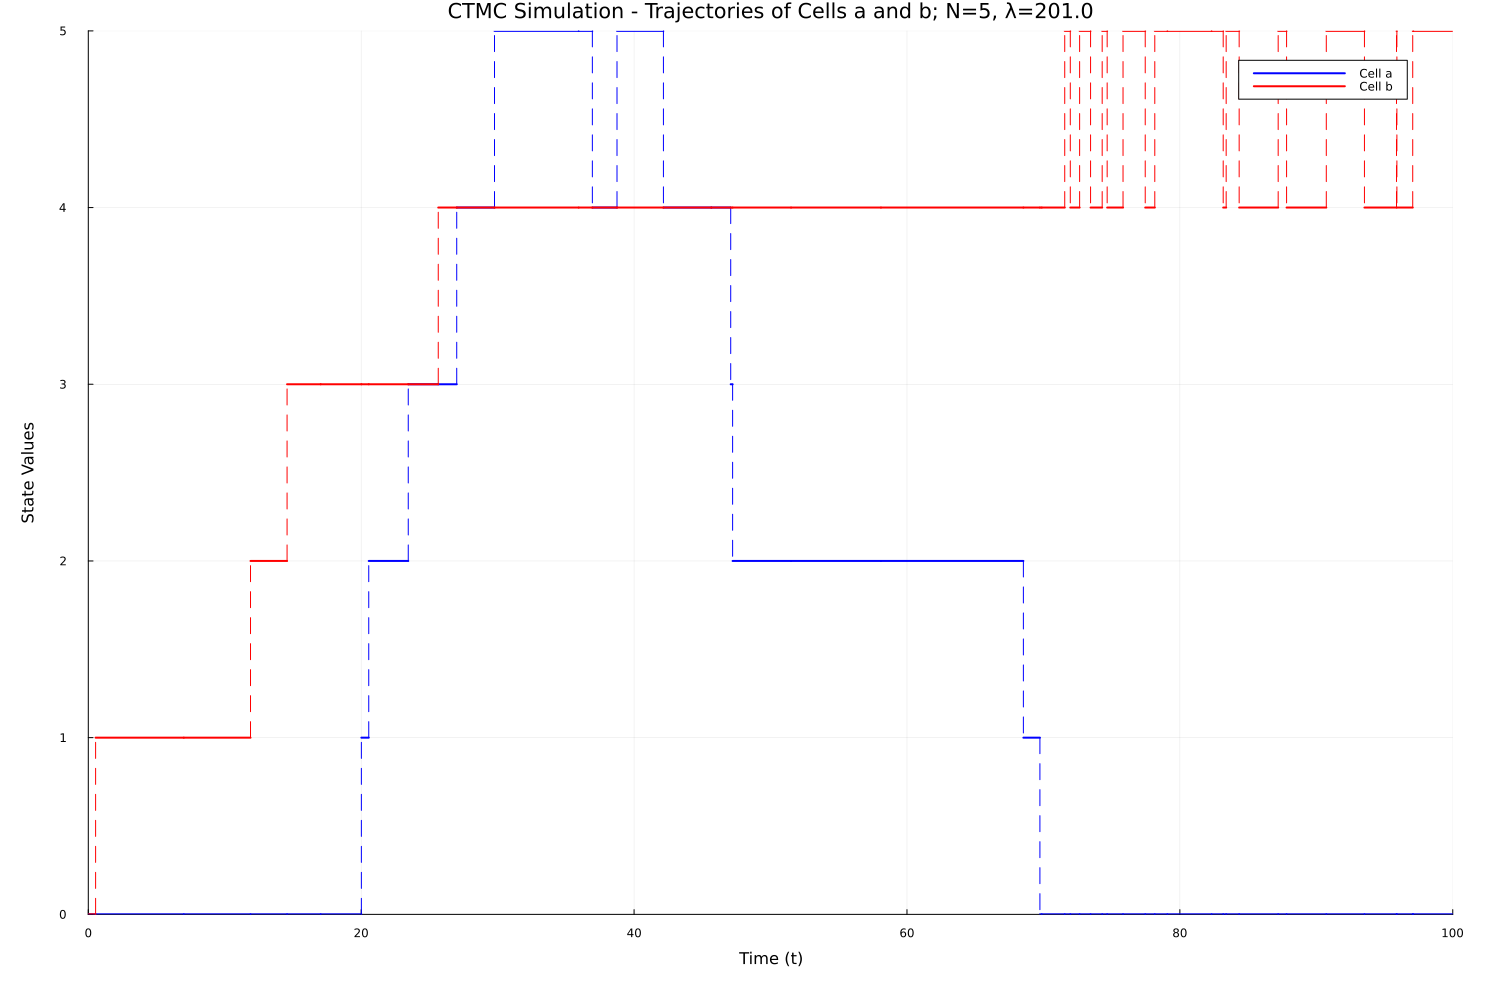 CTMC Simulation - Trajectories of Cells a and b; N=5, λ=201.0
5
Cell a
Cell b
4
3
State Values
2
1
0
0 20 40 60 80 100
Time (t)